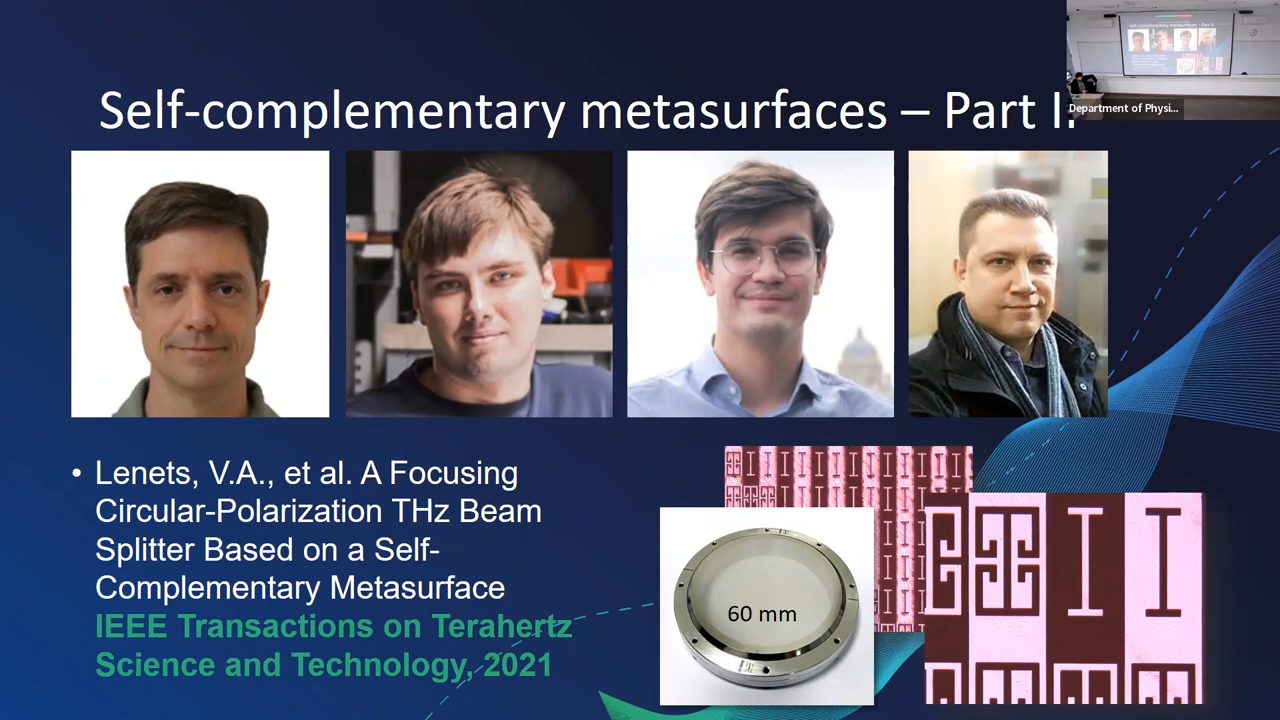 Self-complementary metasurfaces – Part I
Department of Physi...
• Lenets, V.A., et al. A Focusing
Circular-Polarization THz Beam
Splitter Based on a Self-
Complementary Metasurface
IEEE Transactions on Terahertz
Science and Technology, 2021
60 mm